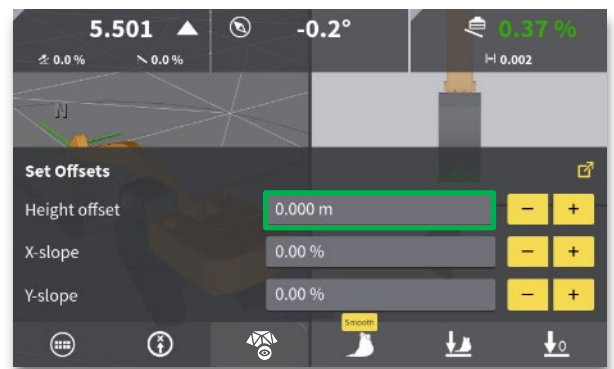 5.501 -0.2° 0.37 %
0.0 % 0.0 % 0.002
N
Set Offsets
Height offset 0.000 m − +
X-slope 0.00 % − +
Y-slope 0.00 % − +
Smooth
0